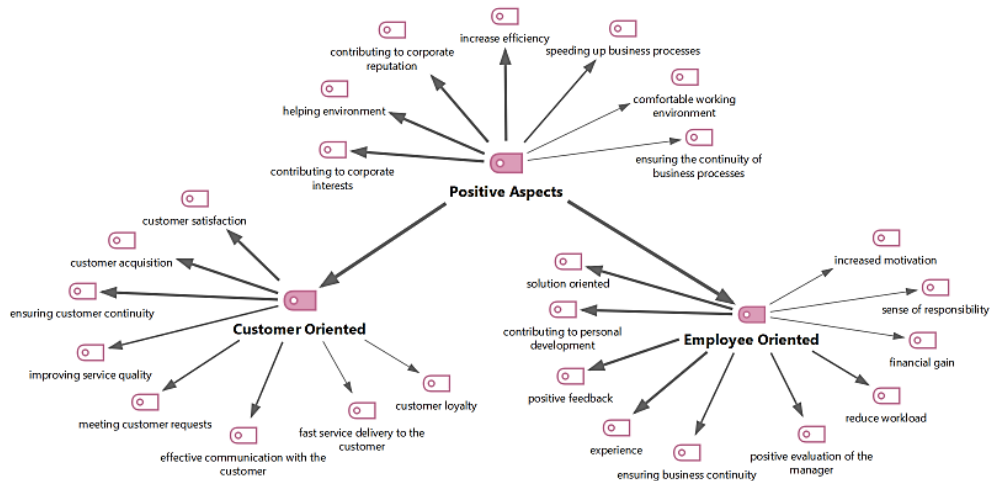 increase efficiency
contributing to corporate
reputation
speeding up business processes
helping environment
comfortable working
environment
contributing to corporate
interests
ensuring the continuity of
business processes
Positive Aspects
customer satisfaction
customer acquisition
ensuring customer continuity
Customer Oriented
improving service quality
meeting customer requests
effective communication with the
customer
fast service delivery to the
customer
customer loyalty
increased motivation
solution oriented
sense of responsibility
contributing to personal
development
Employee Oriented
financial gain
positive feedback
reduce workload
experience
positive evaluation of the
manager
ensuring business continuity